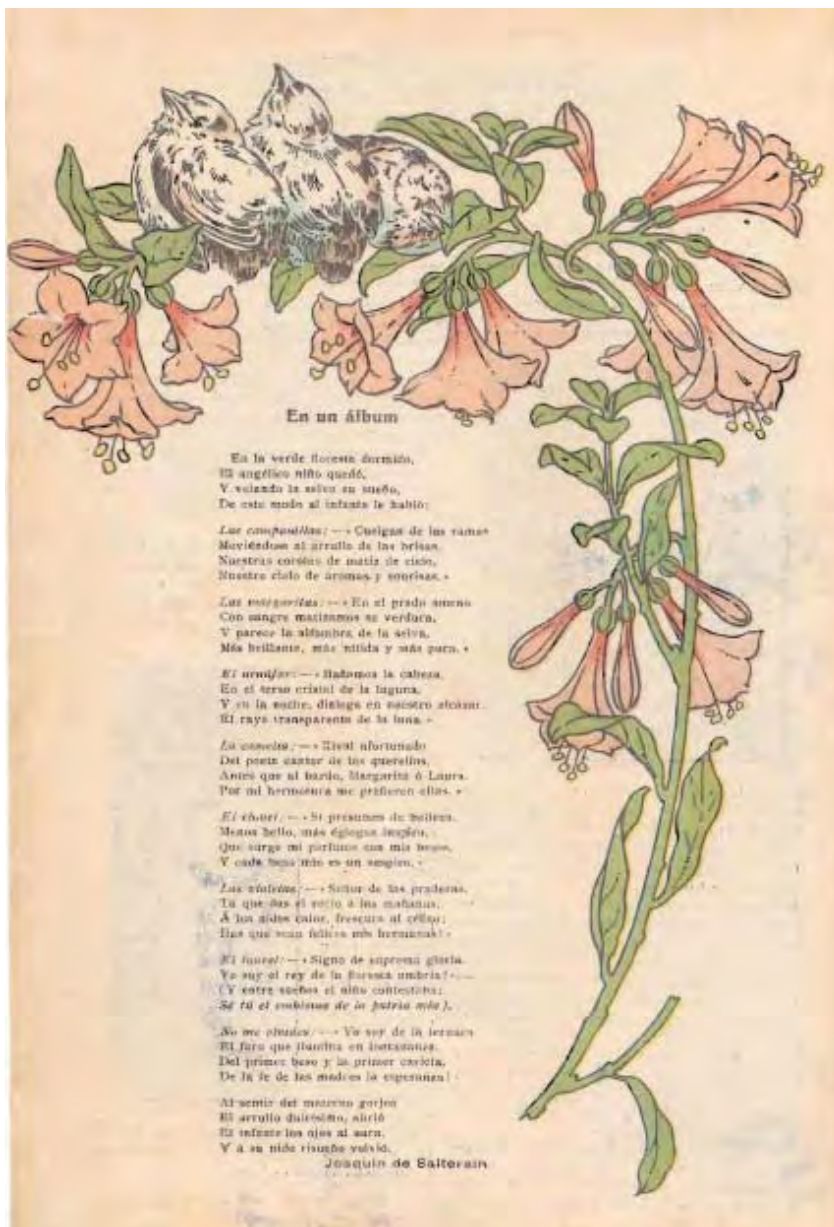 En un álbum
En la verde floresta dormido,
El angélico niño quedó,
Y velando la selva su sueño,
De este modo al infante le habló:
Las campanillas: — «Cuelgan de las ramas
Moviéndose al arrullo de las brisas
Nuestras corolas de matiz de cielo,
Nuestro cielo de aromas y sonrisas.»
Las margaritas: — «En el prado ameno
Con sangre matizamos su verdura,
Y parece la alfombra de la selva,
Más brillante, más nítida y más pura.»
El nenúfar: — «Bañamos la cabeza,
En el terso cristal de la laguna,
Y en la noche, dialoga en nuestro alcázar
El rayo transparente de la luna.»
La camelia: — «Rival afortunado
Del poeta cantor de las querellas,
Antes que al bardo, Margarita ó Laura
Por mi hermosura me prefieren ellas.»
El clavel: — «Si presumes de belleza,
Menos bello, más églogas inspiro,
Que surge mi perfume con mis besos,
Y cada beso mío es un suspiro.»
Las violetas: — «Señor de las praderas,
Tú que das el rocío á las mañanas,
Á los nidos calor, frescura al céfiro;
Haz que sean felices mis hermanas!»
El laurel: — «Signo de suprema gloria.
Yo soy el rey de la floresta umbría!»....
(Y entre sueños el niño contestaba:
Sé tú el emblema de la patria mía).
No me olvides: — «Yo soy de la ternura
El faro que ilumina en lontananza,
Del primer beso y la primer caricia,
De la fe de las madres la esperanza!»
Al sentir del materno gorjeo
El arrullo dulcísimo, abrió
El infante los ojos al aura,
Y á su nido risueño volvió.
Joaquín de Salterain